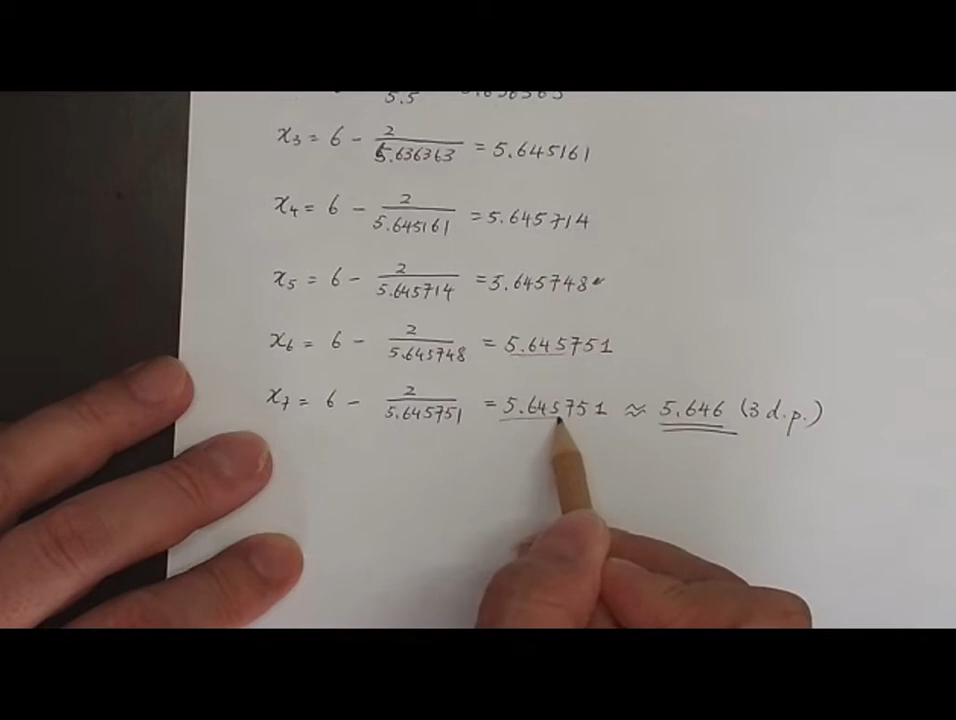 5.5
x₃ = 6 - 2/5.636363 = 5.645161
x₄ = 6 - 2/5.645161 = 5.645714
x₅ = 6 - 2/5.645714 = 5.645748
x₆ = 6 - 2/5.645748 = 5.645751
x₇ = 6 - 2/5.645751 = 5.645751 ≈ 5.646 (3 d.p.)